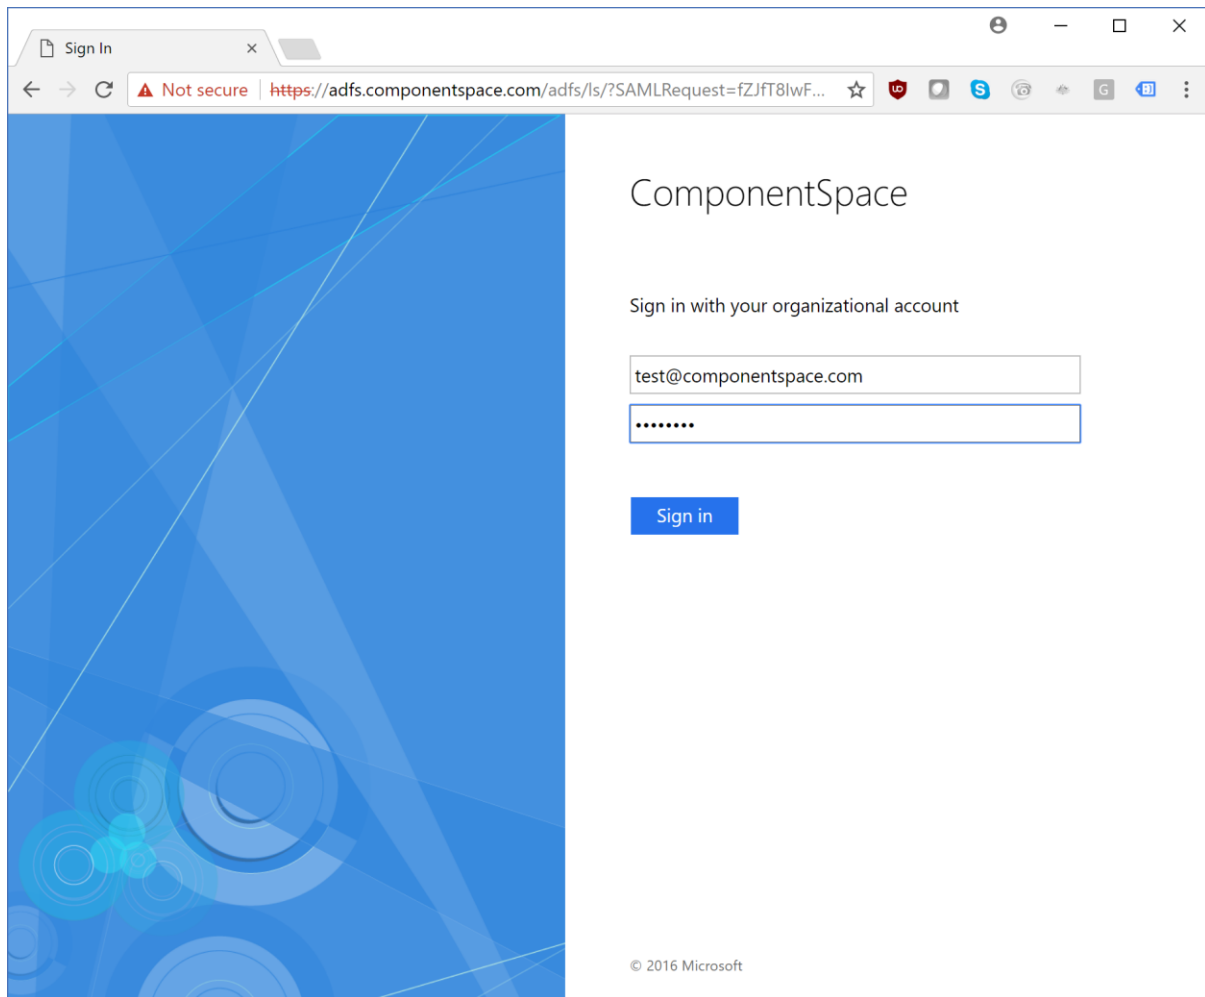 Sign In
Not secure | https://adfs.componentspace.com/adfs/ls/?SAMLRequest=fZJfT8IwF...
ComponentSpace
Sign in with your organizational account
test@componentspace.com
••••••••
Sign in
© 2016 Microsoft